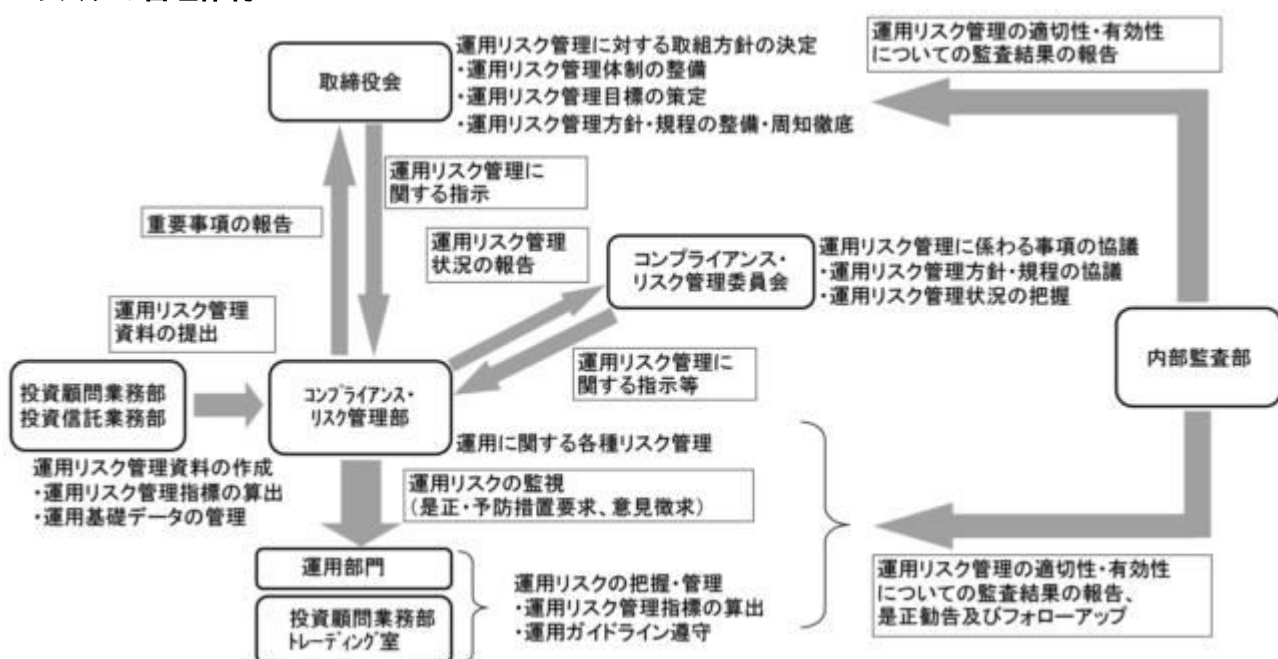 取締役会
運用リスク管理に対する取組方針の決定
・運用リスク管理体制の整備
・運用リスク管理目標の策定
・運用リスク管理方針・規程の整備・周知徹底
運用リスク管理の適切性・有効性
についての監査結果の報告
運用リスク管理に
関する指示
重要事項の報告
運用リスク管理
状況の報告
コンプライアンス・
リスク管理委員会
運用リスク管理に係わる事項の協議
・運用リスク管理方針・規程の協議
・運用リスク管理状況の把握
運用リスク管理
資料の提出
運用リスク管理に
関する指示等
内部監査部
投資顧問業務部
投資信託業務部
コンプライアンス・
リスク管理部
運用に関する各種リスク管理
運用リスク管理資料の作成
・運用リスク管理指標の算出
・運用基礎データの管理
運用リスクの監視
(是正・予防措置要求、意見徴求)
運用部門
投資顧問業務部
トレーディング室
運用リスクの把握・管理
・運用リスク管理指標の算出
・運用ガイドライン遵守
運用リスク管理の適切性・有効性
についての監査結果の報告、
是正勧告及びフォローアップ